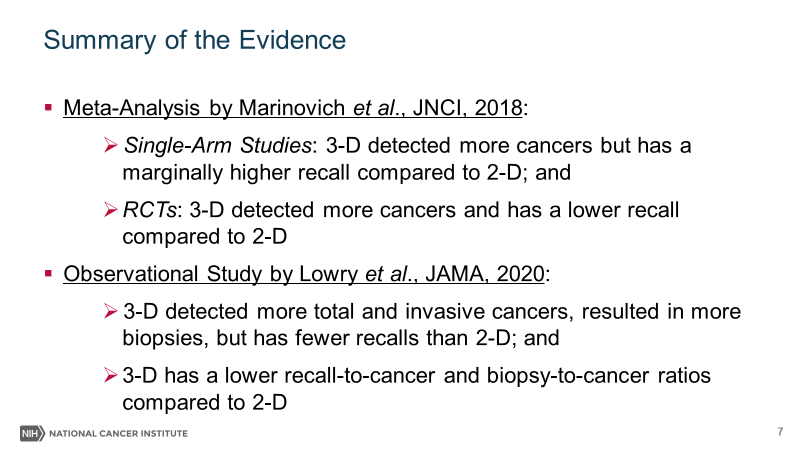 Summary of the Evidence
▪ Meta-Analysis by Marinovich et al., JNCI, 2018:
➢ Single-Arm Studies: 3-D detected more cancers but has a
marginally higher recall compared to 2-D; and
➢ RCTs: 3-D detected more cancers and has a lower recall
compared to 2-D
▪ Observational Study by Lowry et al., JAMA, 2020:
➢ 3-D detected more total and invasive cancers, resulted in more
biopsies, but has fewer recalls than 2-D; and
➢ 3-D has a lower recall-to-cancer and biopsy-to-cancer ratios
compared to 2-D
NIH NATIONAL CANCER INSTITUTE
7